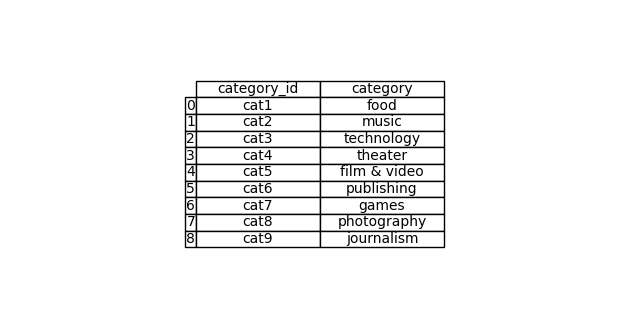 category_id category
0 cat1 food
1 cat2 music
2 cat3 technology
3 cat4 theater
4 cat5 film & video
5 cat6 publishing
6 cat7 games
7 cat8 photography
8 cat9 journalism